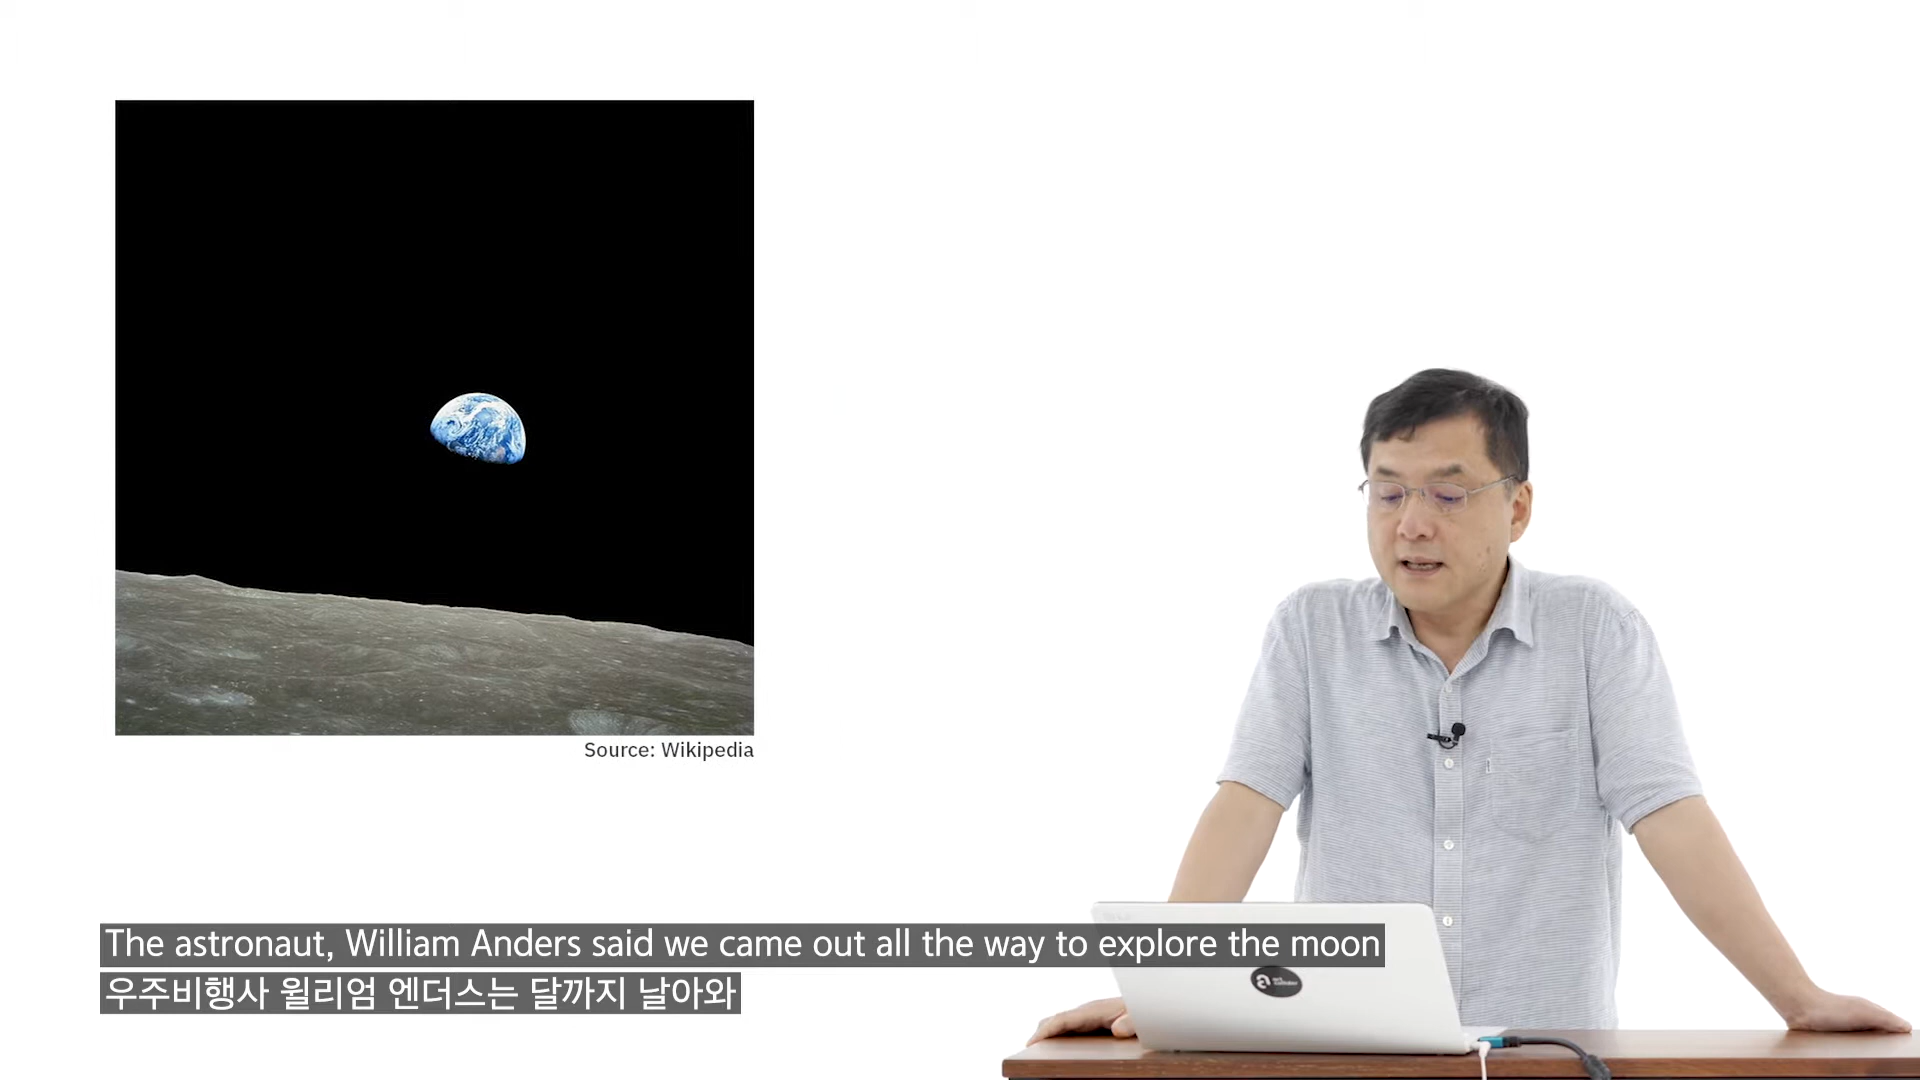 Source: Wikipedia
The astronaut, William Anders said we came out all the way to explore the moon
우주비행사 윌리엄 엔더스는 달까지 날아와